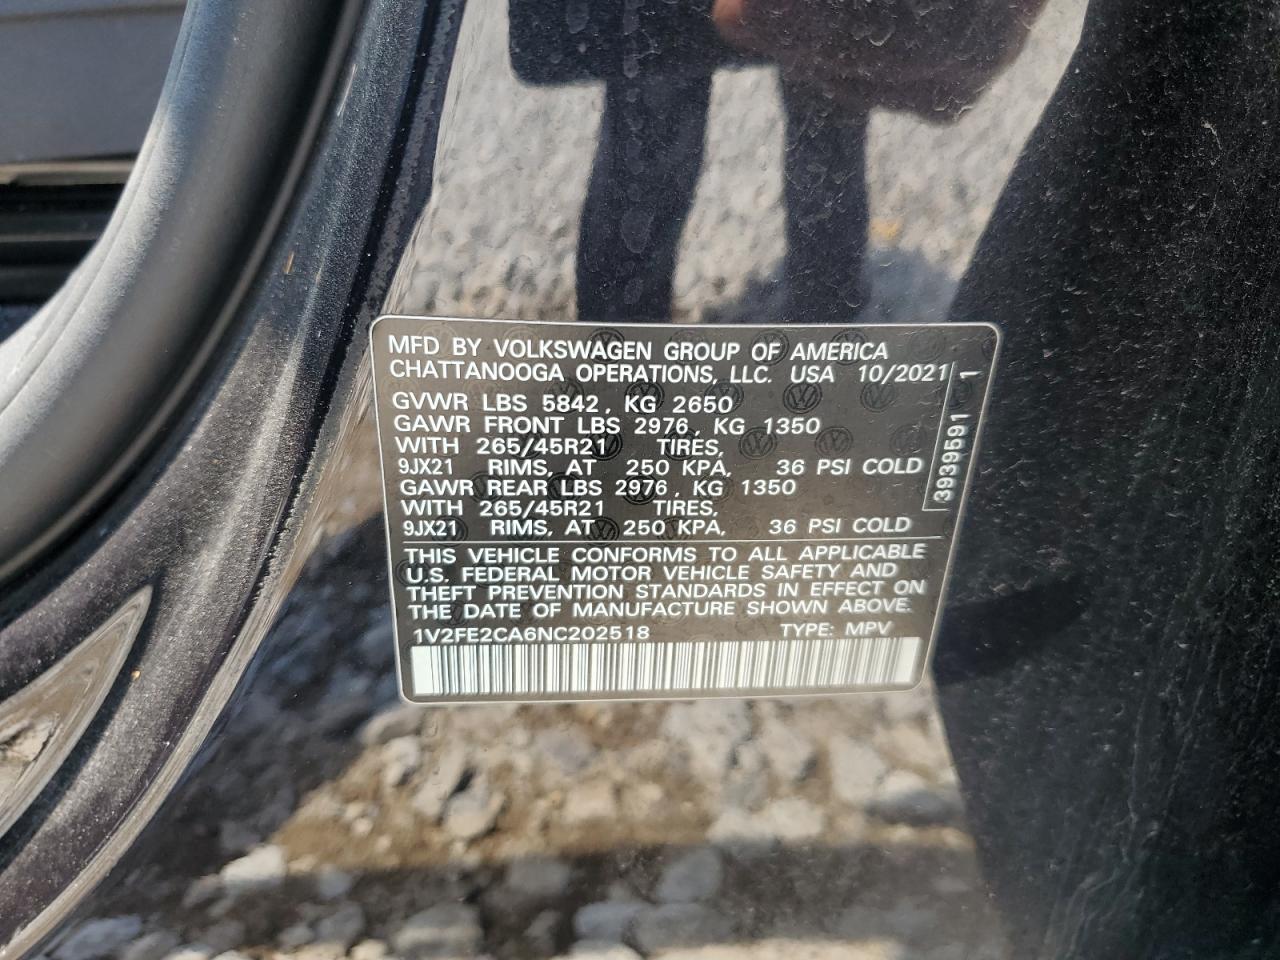 MFD BY VOLKSWAGEN GROUP OF AMERICA
CHATTANOOGA OPERATIONS, LLC. USA 10/2021
GVWR LBS 5842, KG 2650
GAWR FRONT LBS 2976, KG 1350
WITH 265/45R21 TIRES,
9JX21 RIMS, AT 250 KPA, 36 PSI COLD
GAWR REAR LBS 2976, KG 1350
WITH 265/45R21 TIRES,
9JX21 RIMS, AT 250 KPA, 36 PSI COLD
3939591 1
THIS VEHICLE CONFORMS TO ALL APPLICABLE
U.S. FEDERAL MOTOR VEHICLE SAFETY AND
THEFT PREVENTION STANDARDS IN EFFECT ON
THE DATE OF MANUFACTURE SHOWN ABOVE.
1V2FE2CA6NC202518 TYPE: MPV